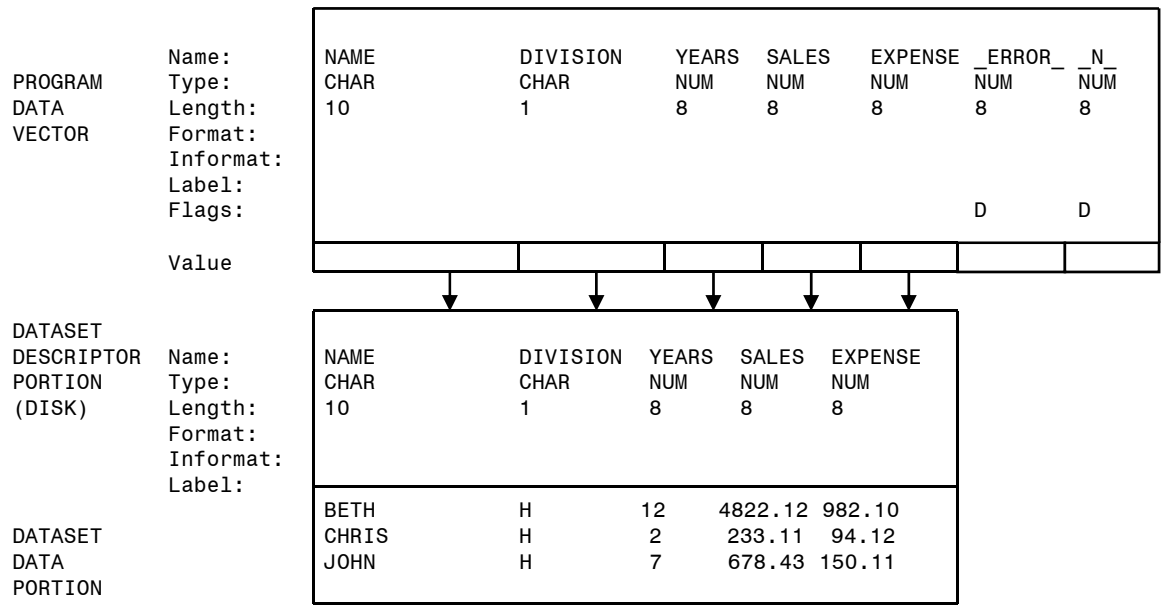 Name: NAME DIVISION YEARS SALES EXPENSE _ERROR_ _N_
PROGRAM Type: CHAR CHAR NUM NUM NUM NUM NUM
DATA Length: 10 1 8 8 8 8 8
VECTOR Format:
Informat:
Label:
Flags: D D
Value
DATASET
DESCRIPTOR Name: NAME DIVISION YEARS SALES EXPENSE
PORTION Type: CHAR CHAR NUM NUM NUM
(DISK) Length: 10 1 8 8 8
Format:
Informat:
Label:
BETH H 12 4822.12 982.10
DATASET CHRIS H 2 233.11 94.12
DATA JOHN H 7 678.43 150.11
PORTION